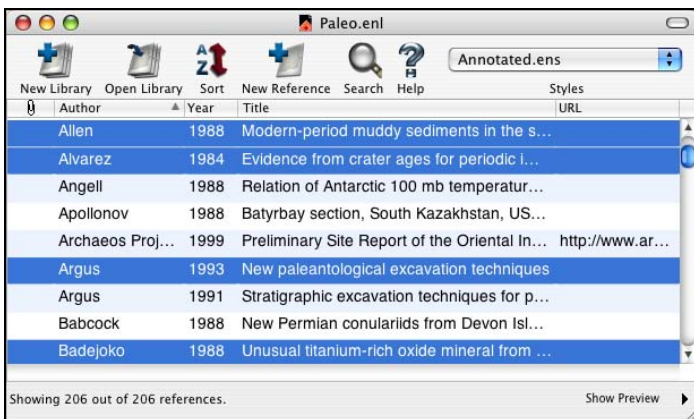 Paleo.enl
New Library Open Library Sort New Reference Search Help Annotated.ens Styles
Author Year Title URL
Allen 1988 Modern-period muddy sediments in the s...
Alvarez 1984 Evidence from crater ages for periodic i...
Angell 1988 Relation of Antarctic 100 mb temperatur...
Apollonov 1988 Batyrbay section, South Kazakhstan, US...
Archaeos Proj... 1999 Preliminary Site Report of the Oriental In... http://www.ar...
Argus 1993 New paleantological excavation techniques
Argus 1991 Stratigraphic excavation techniques for p...
Babcock 1988 New Permian conulariids from Devon Isl...
Badejoko 1988 Unusual titanium-rich oxide mineral from ...
Showing 206 out of 206 references. Show Preview